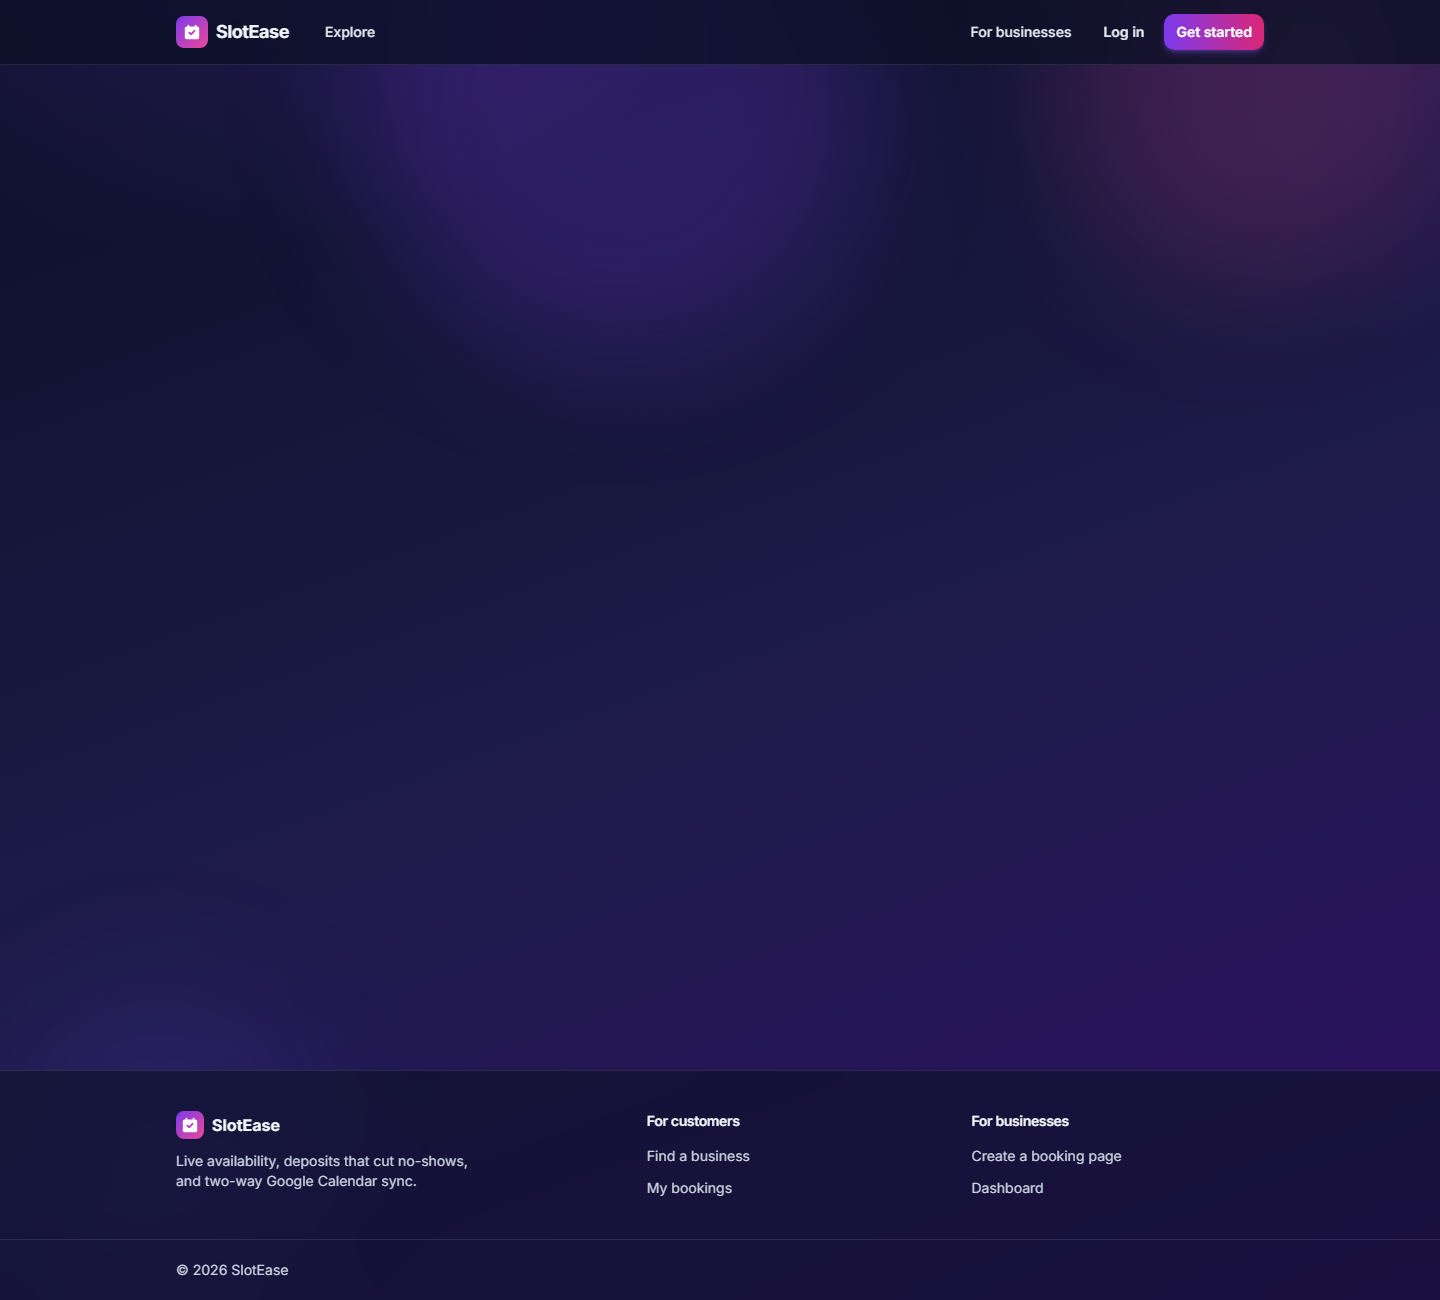 SlotEase
Explore
For businesses
Log in
Get started
SlotEase
Live availability, deposits that cut no-shows,
and two-way Google Calendar sync.
For customers
Find a business
My bookings
For businesses
Create a booking page
Dashboard
© 2026 SlotEase